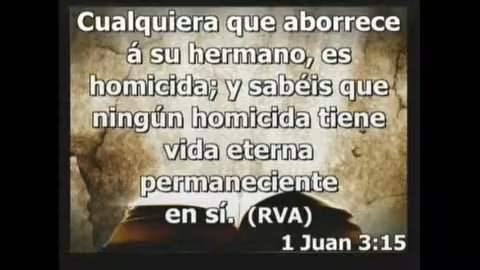 Cualquiera que aborrece
á su hermano, es
homicida; y sabéis que
ningún homicida tiene
vida eterna
permaneciente
en sí. (RVA)
1 Juan 3:15